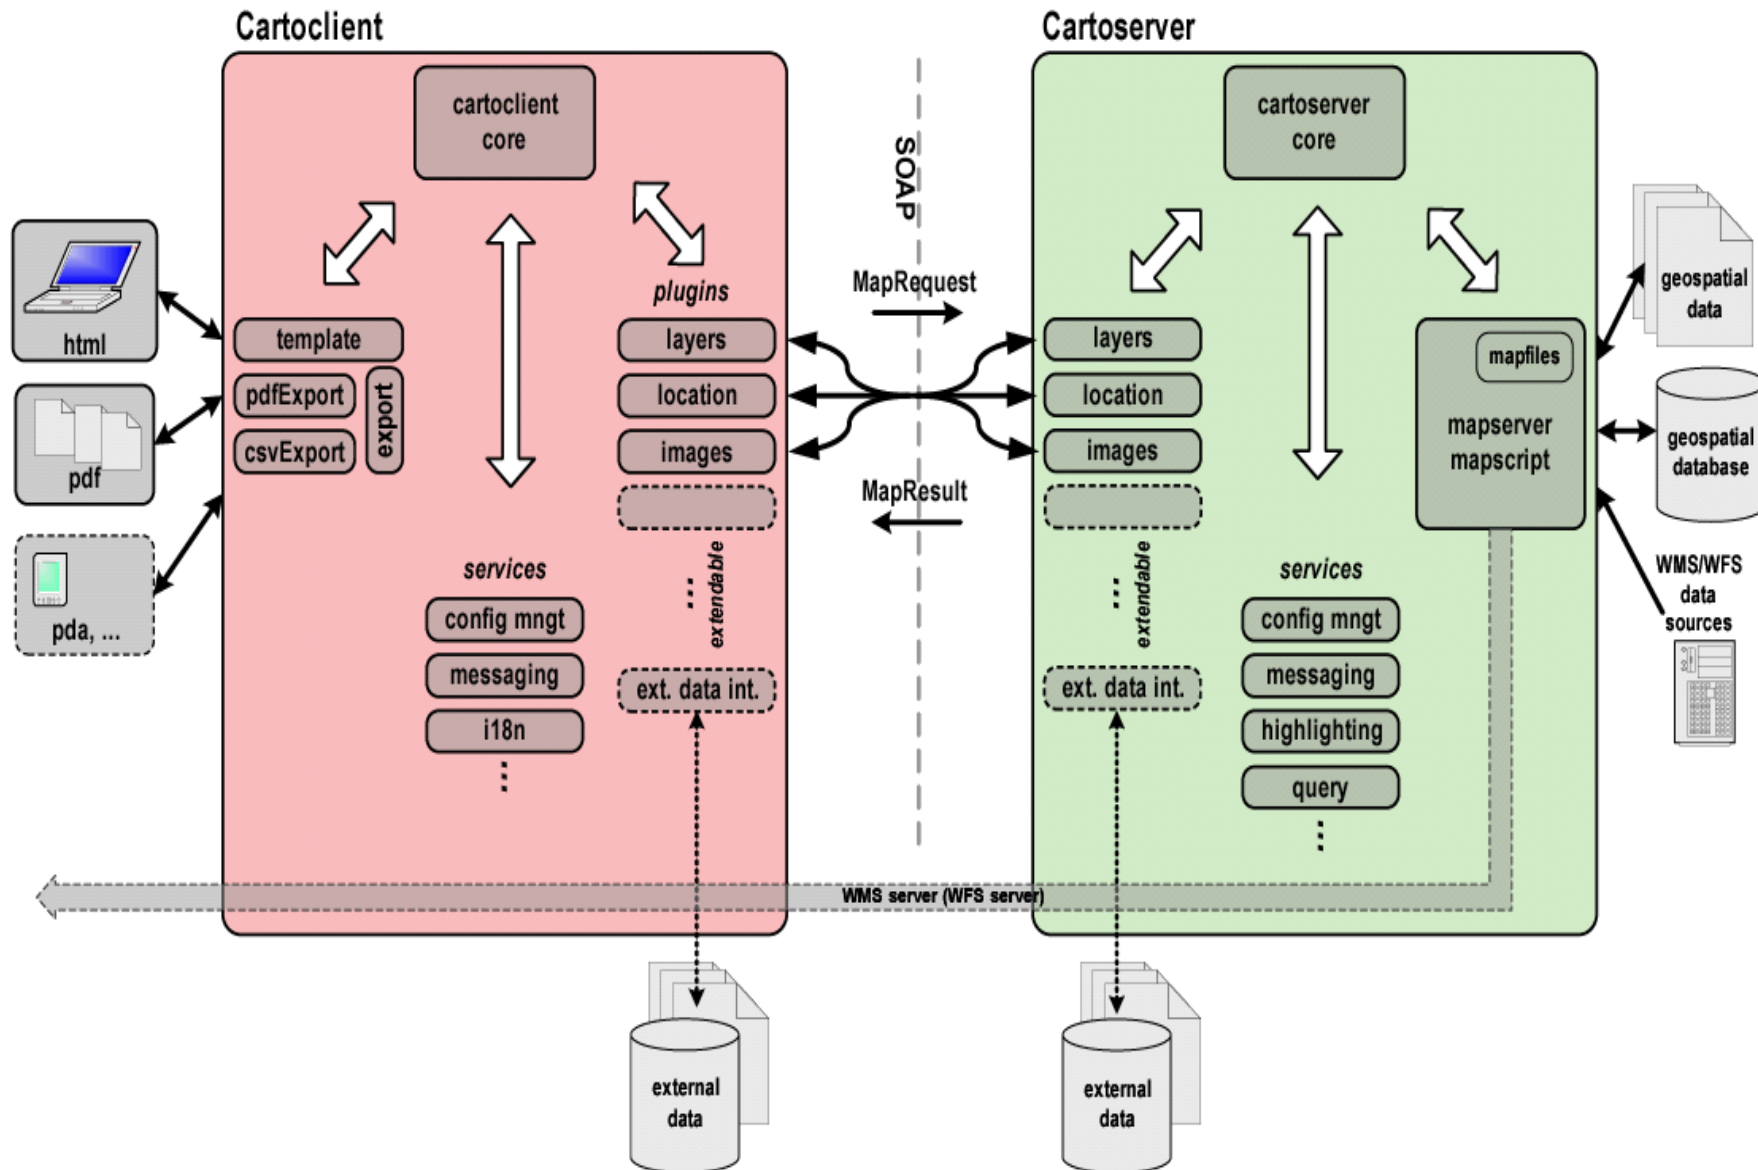 Cartoclient
Cartoserver
cartoclient
core
cartoserver
core
SOAP
html
pdf
pda, ...
template
pdfExport
csvExport
export
plugins
layers
location
images
...
extendable
ext. data int.
services
config mngt
messaging
i18n
...
MapRequest
MapResult
layers
location
images
...
extendable
ext. data int.
services
config mngt
messaging
highlighting
query
...
mapfiles
mapserver
mapscript
geospatial
data
geospatial
database
WMS/WFS
data
sources
WMS server (WFS server)
external
data
external
data